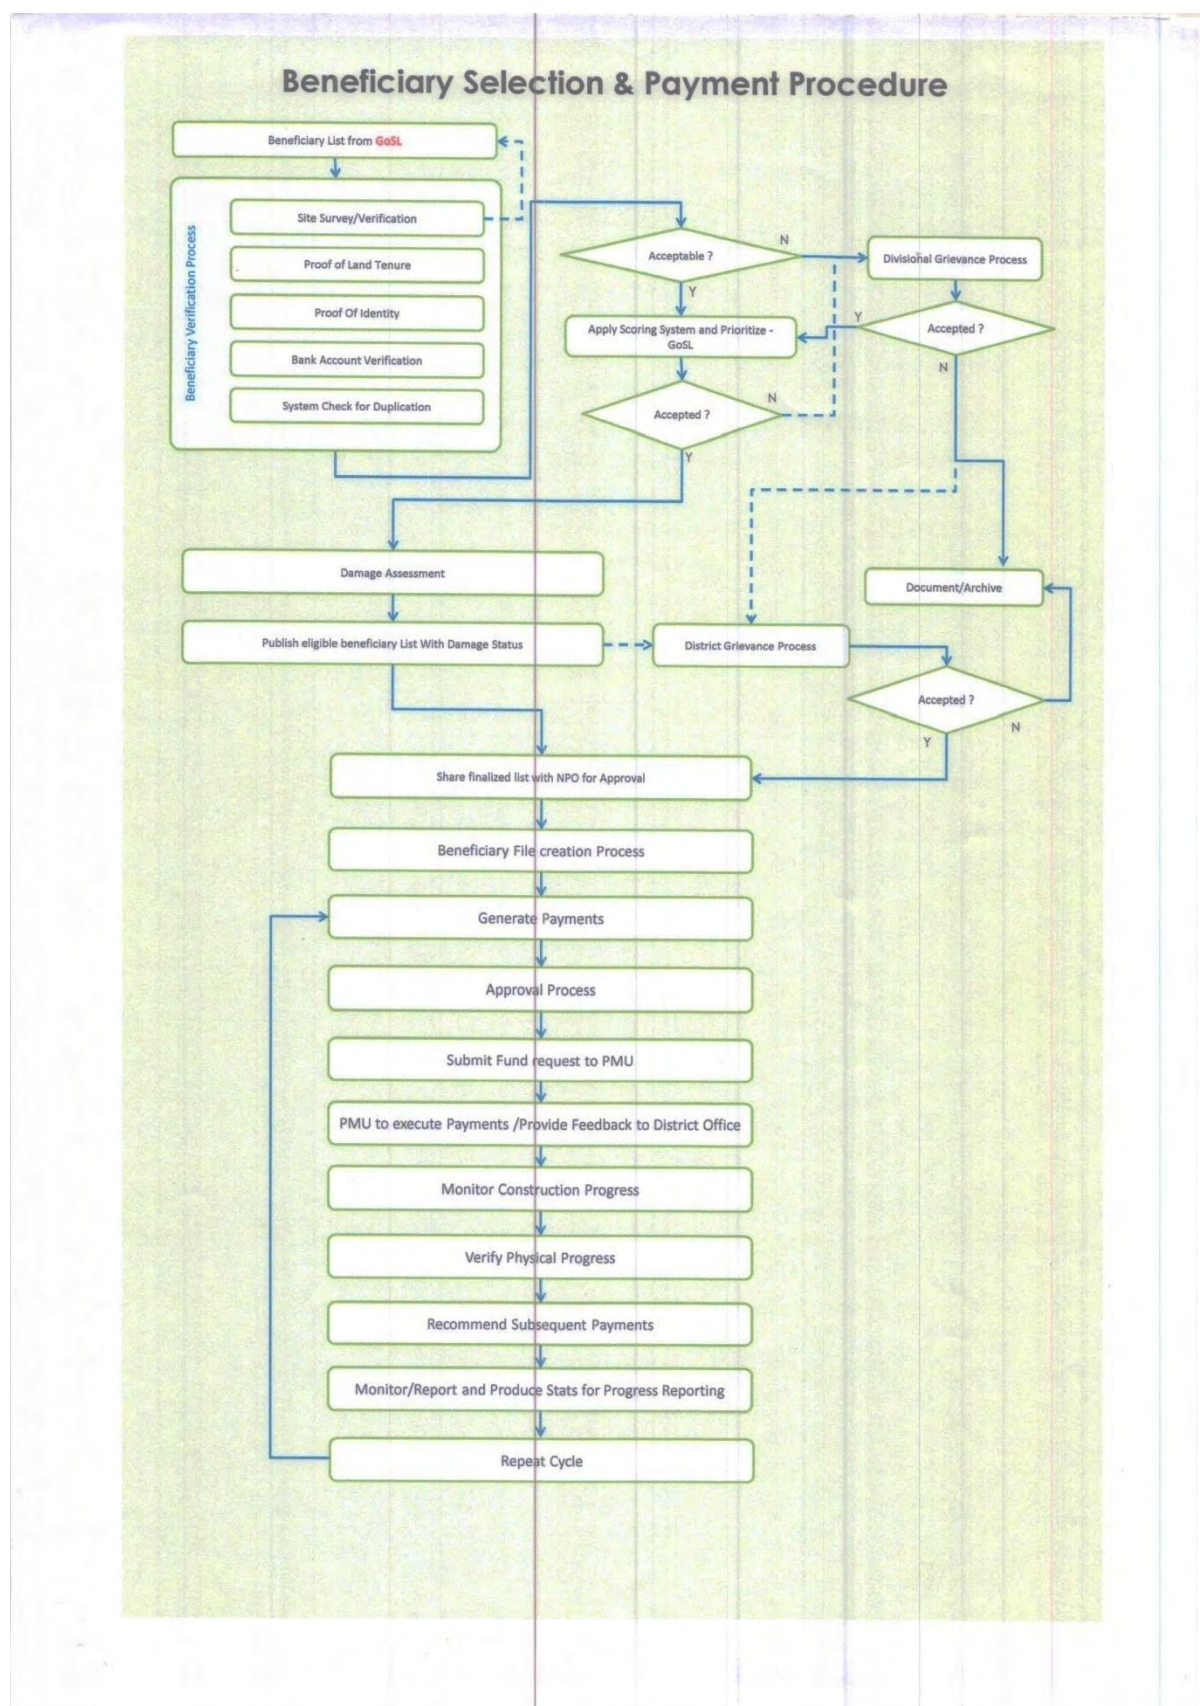 Beneficiary Selection & Payment Procedure
Beneficiary List from GoSL
Beneficiary Verification Process
Site Survey/Verification
Proof of Land Tenure
Proof Of Identity
Bank Account Verification
System Check for Duplication
Acceptable ?
N
Y
Divisional Grievance Process
Apply Scoring System and Prioritize -
GoSL
Y
Accepted ?
N
Accepted ?
N
Y
Damage Assessment
Document/Archive
Publish eligible beneficiary List With Damage Status
District Grievance Process
Accepted ?
N
Y
Share finalized list with NPO for Approval
Beneficiary File creation Process
Generate Payments
Approval Process
Submit Fund request to PMU
PMU to execute Payments /Provide Feedback to District Office
Monitor Construction Progress
Verify Physical Progress
Recommend Subsequent Payments
Monitor/Report and Produce Stats for Progress Reporting
Repeat Cycle